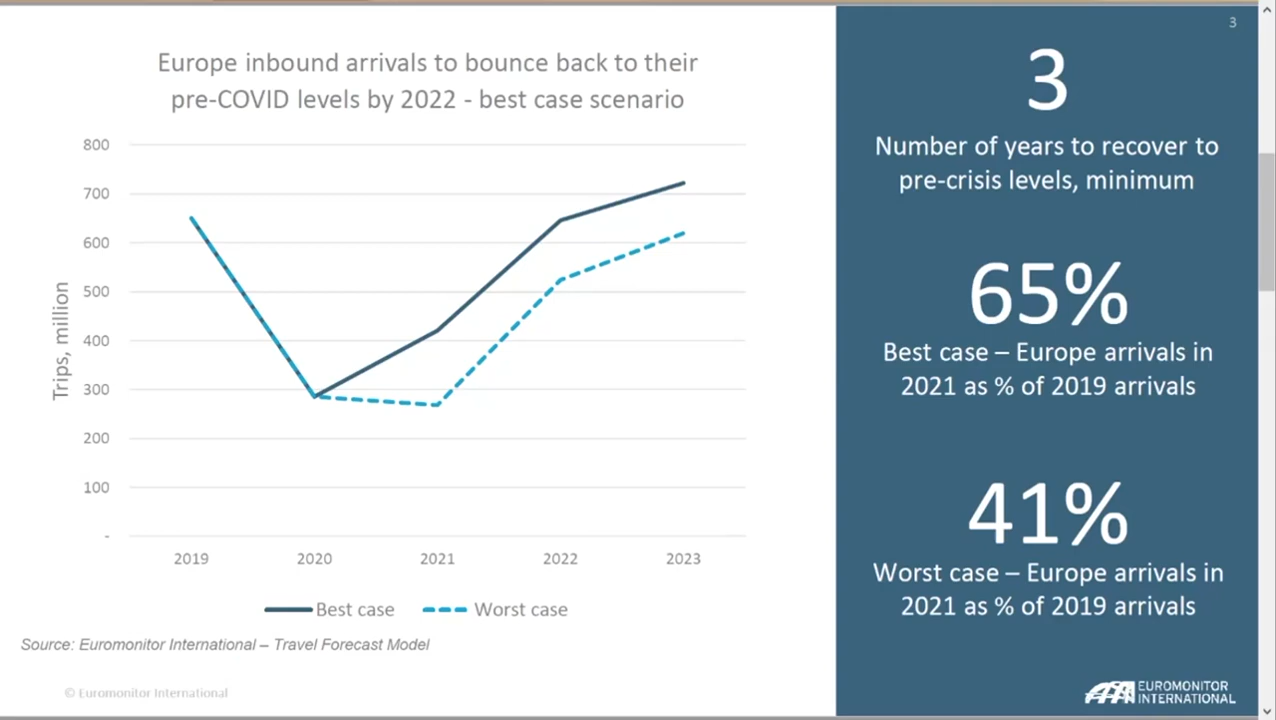 3
Europe inbound arrivals to bounce back to their
pre-COVID levels by 2022 - best case scenario
800
700
600
500
400
300
200
100
-
Trips, million
2019 2020 2021 2022 2023
Best case Worst case
Source: Euromonitor International – Travel Forecast Model
© Euromonitor International
3
Number of years to recover to
pre-crisis levels, minimum
65%
Best case – Europe arrivals in
2021 as % of 2019 arrivals
41%
Worst case – Europe arrivals in
2021 as % of 2019 arrivals
EUROMONITOR
INTERNATIONAL